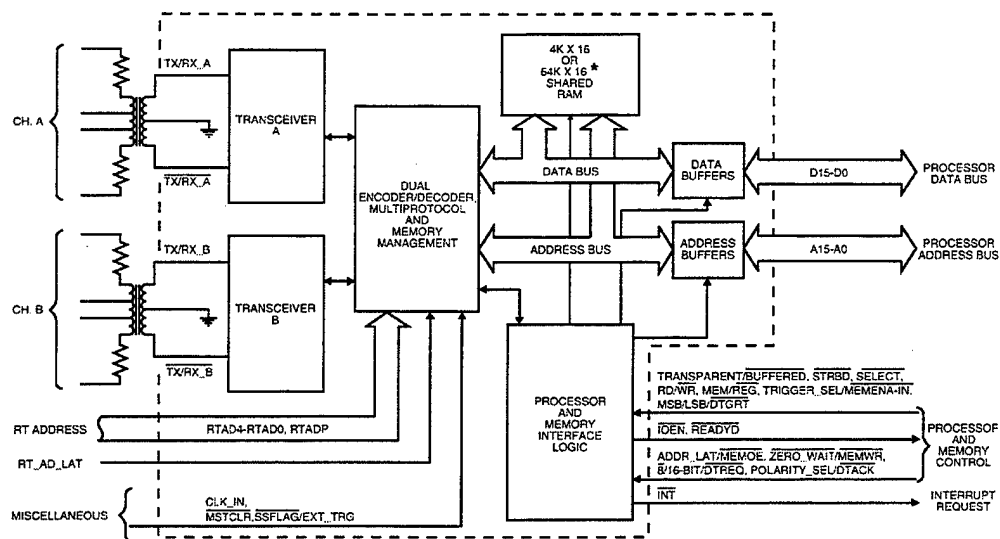 4K X 16
OR
64K X 16 *
SHARED
RAM
TX/RX_A
CH. A
TRANSCEIVER
A
TX/RX_A
DUAL
ENCODER/DECODER,
MULTIPROTOCOL
AND
MEMORY
MANAGEMENT
DATA BUS
DATA
BUFFERS
D15-D0
PROCESSOR
DATA BUS
ADDRESS BUS
ADDRESS
BUFFERS
A15-A0
PROCESSOR
ADDRESS BUS
TX/RX_B
CH. B
TRANSCEIVER
B
TX/RX_B
PROCESSOR
AND
MEMORY
INTERFACE
LOGIC
TRANSPARENT/BUFFERED, STRBD, SELECT,
RD/WR, MEM/REG, TRIGGER_SEL/MEMENA-IN,
MSB/LSB/DTGRT
IOEN, READYD
ADDR_LAT/MEMOE, ZERO_WAIT/MEMWR,
8/16-BIT/DTREQ, POLARITY_SEL/DTACK
INT
PROCESSOF
AND
MEMORY
CONTROL
INTERRUPT
REQUEST
RT ADDRESS
RTAD4-RTAD0, RTADP
RT_AD_LAT
MISCELLANEOUS
CLK_IN,
MSTCLR,SSFLAG/EXT_TRG